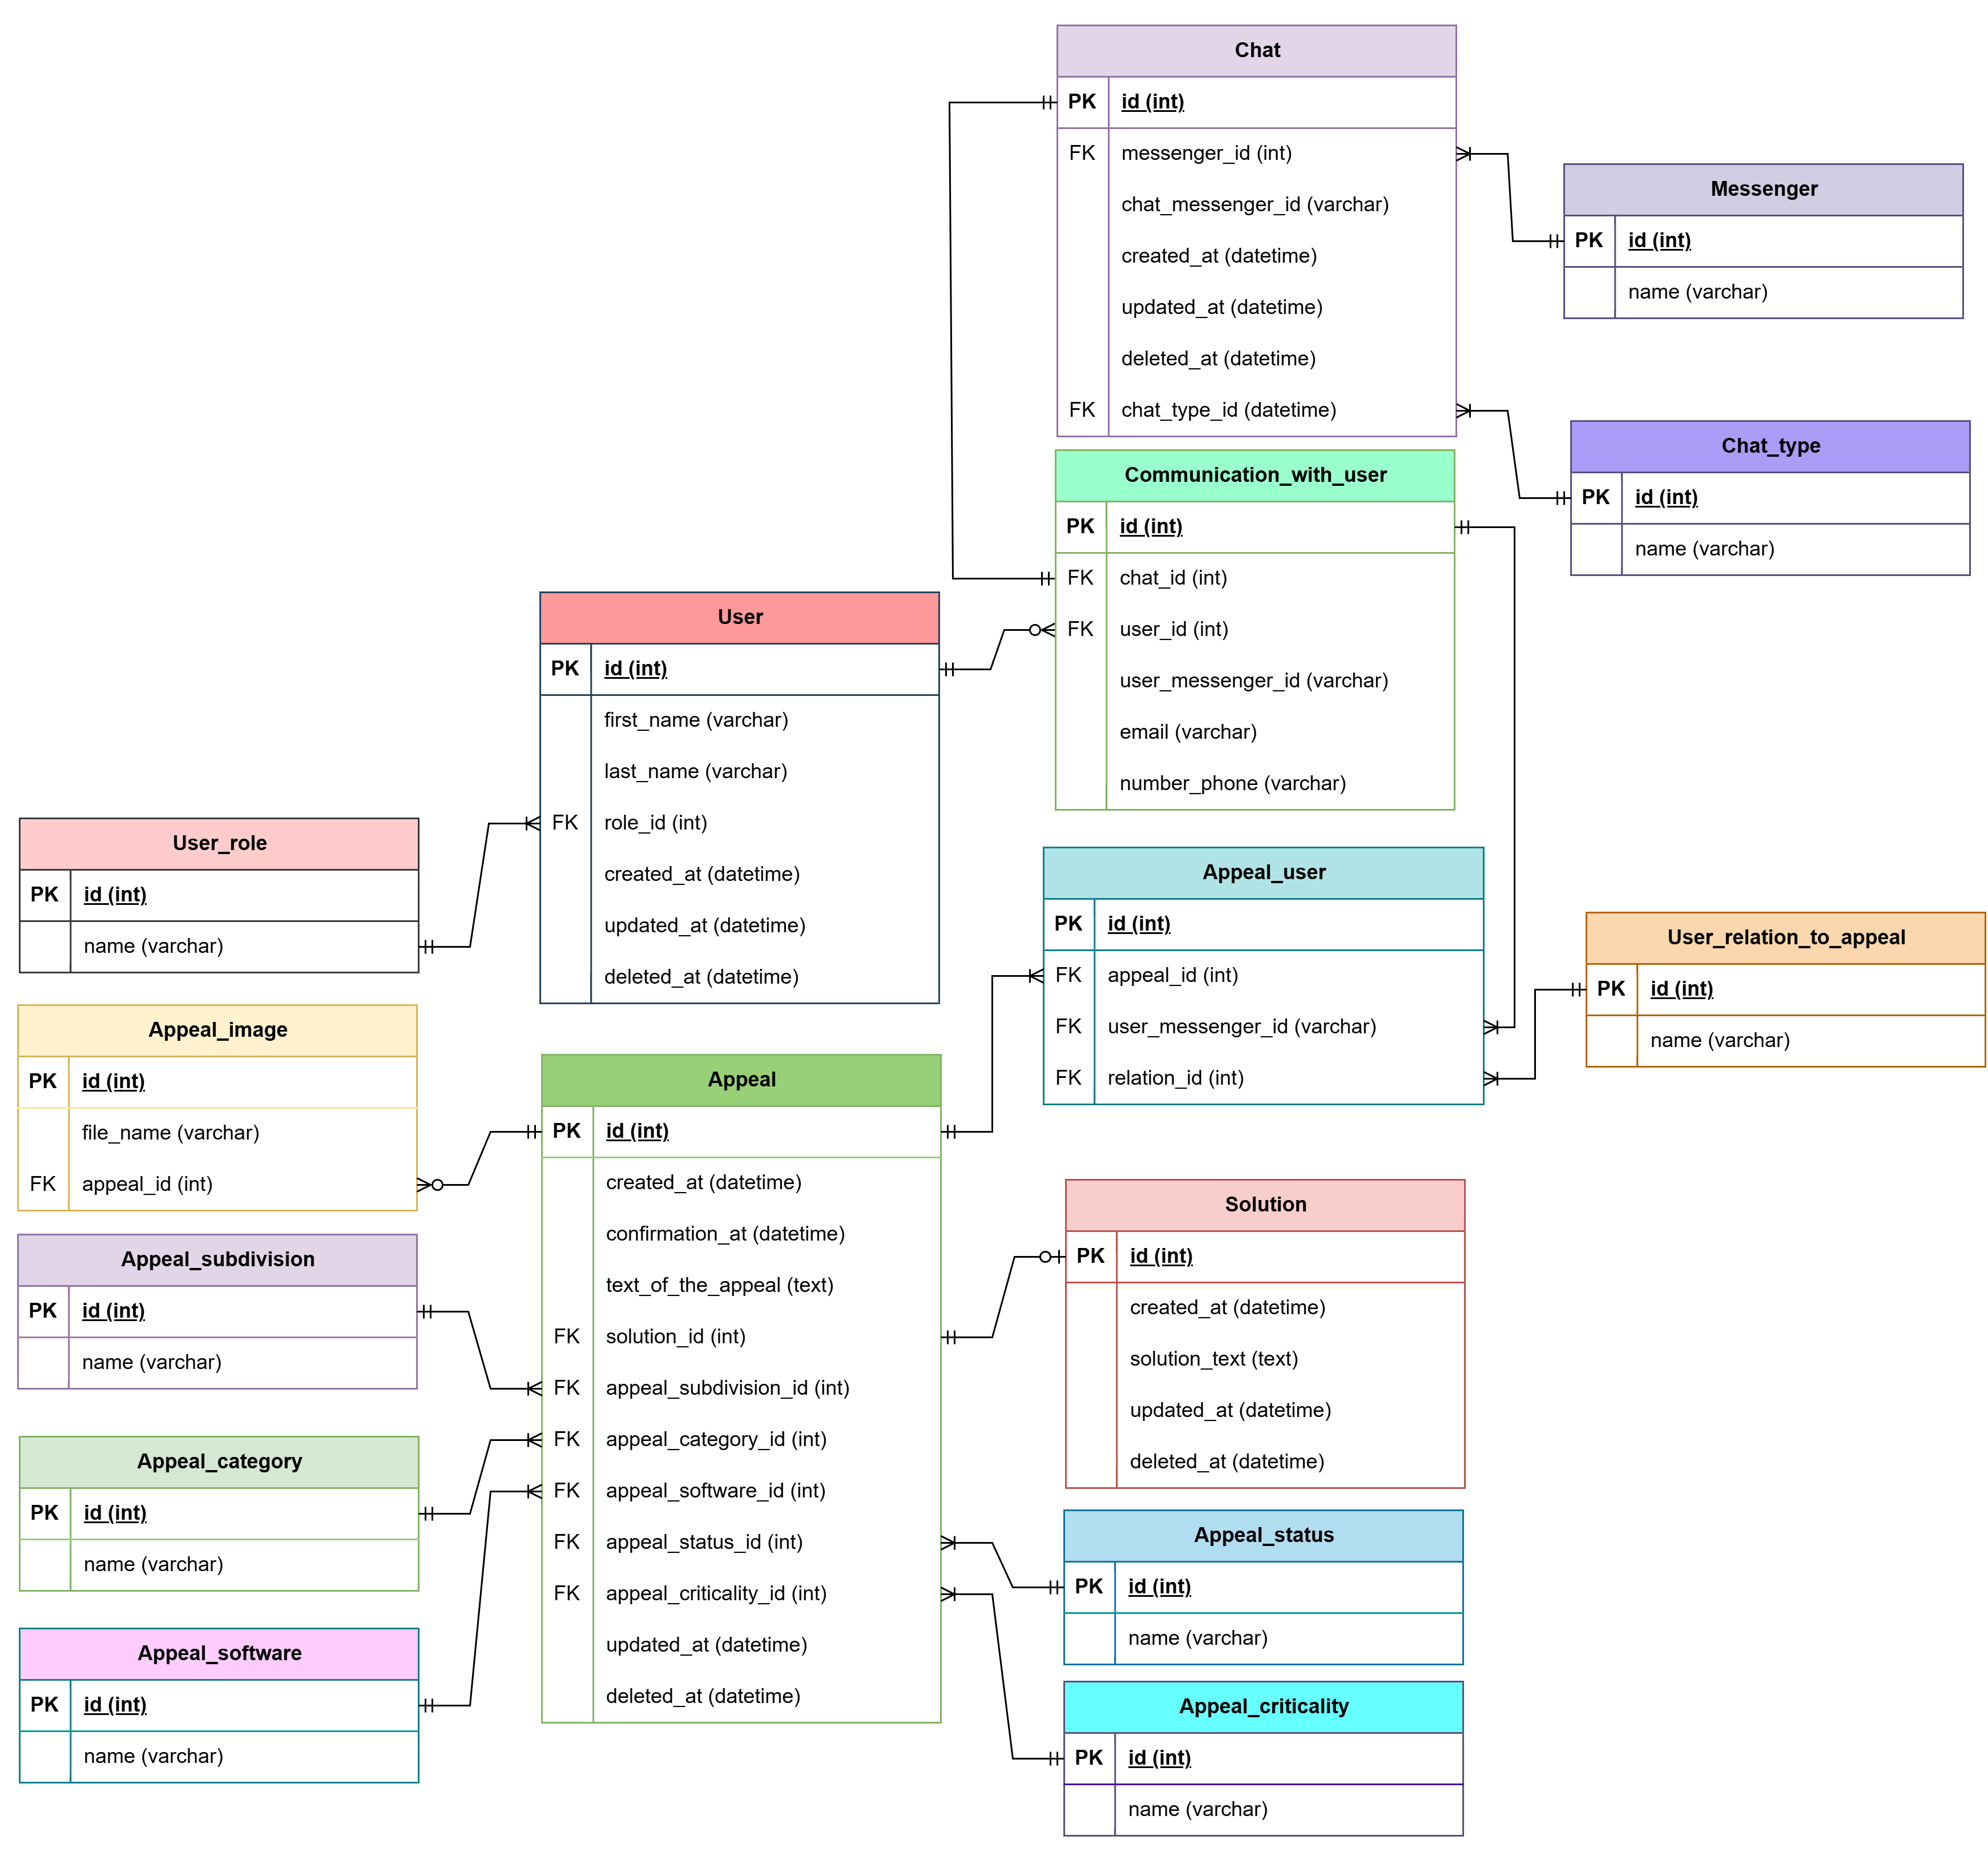 Chat
PK id (int)
FK messenger_id (int)
chat_messenger_id (varchar)
created_at (datetime)
updated_at (datetime)
deleted_at (datetime)
FK chat_type_id (datetime)
Messenger
PK id (int)
name (varchar)
Chat_type
PK id (int)
name (varchar)
Communication_with_user
PK id (int)
FK chat_id (int)
FK user_id (int)
user_messenger_id (varchar)
email (varchar)
number_phone (varchar)
User
PK id (int)
first_name (varchar)
last_name (varchar)
FK role_id (int)
created_at (datetime)
updated_at (datetime)
deleted_at (datetime)
User_role
PK id (int)
name (varchar)
Appeal_user
PK id (int)
FK appeal_id (int)
FK user_messenger_id (varchar)
FK relation_id (int)
User_relation_to_appeal
PK id (int)
name (varchar)
Appeal_image
PK id (int)
file_name (varchar)
FK appeal_id (int)
Appeal
PK id (int)
created_at (datetime)
confirmation_at (datetime)
text_of_the_appeal (text)
FK solution_id (int)
FK appeal_subdivision_id (int)
FK appeal_category_id (int)
FK appeal_software_id (int)
FK appeal_status_id (int)
FK appeal_criticality_id (int)
updated_at (datetime)
deleted_at (datetime)
Solution
PK id (int)
created_at (datetime)
solution_text (text)
updated_at (datetime)
deleted_at (datetime)
Appeal_subdivision
PK id (int)
name (varchar)
Appeal_category
PK id (int)
name (varchar)
Appeal_software
PK id (int)
name (varchar)
Appeal_status
PK id (int)
name (varchar)
Appeal_criticality
PK id (int)
name (varchar)